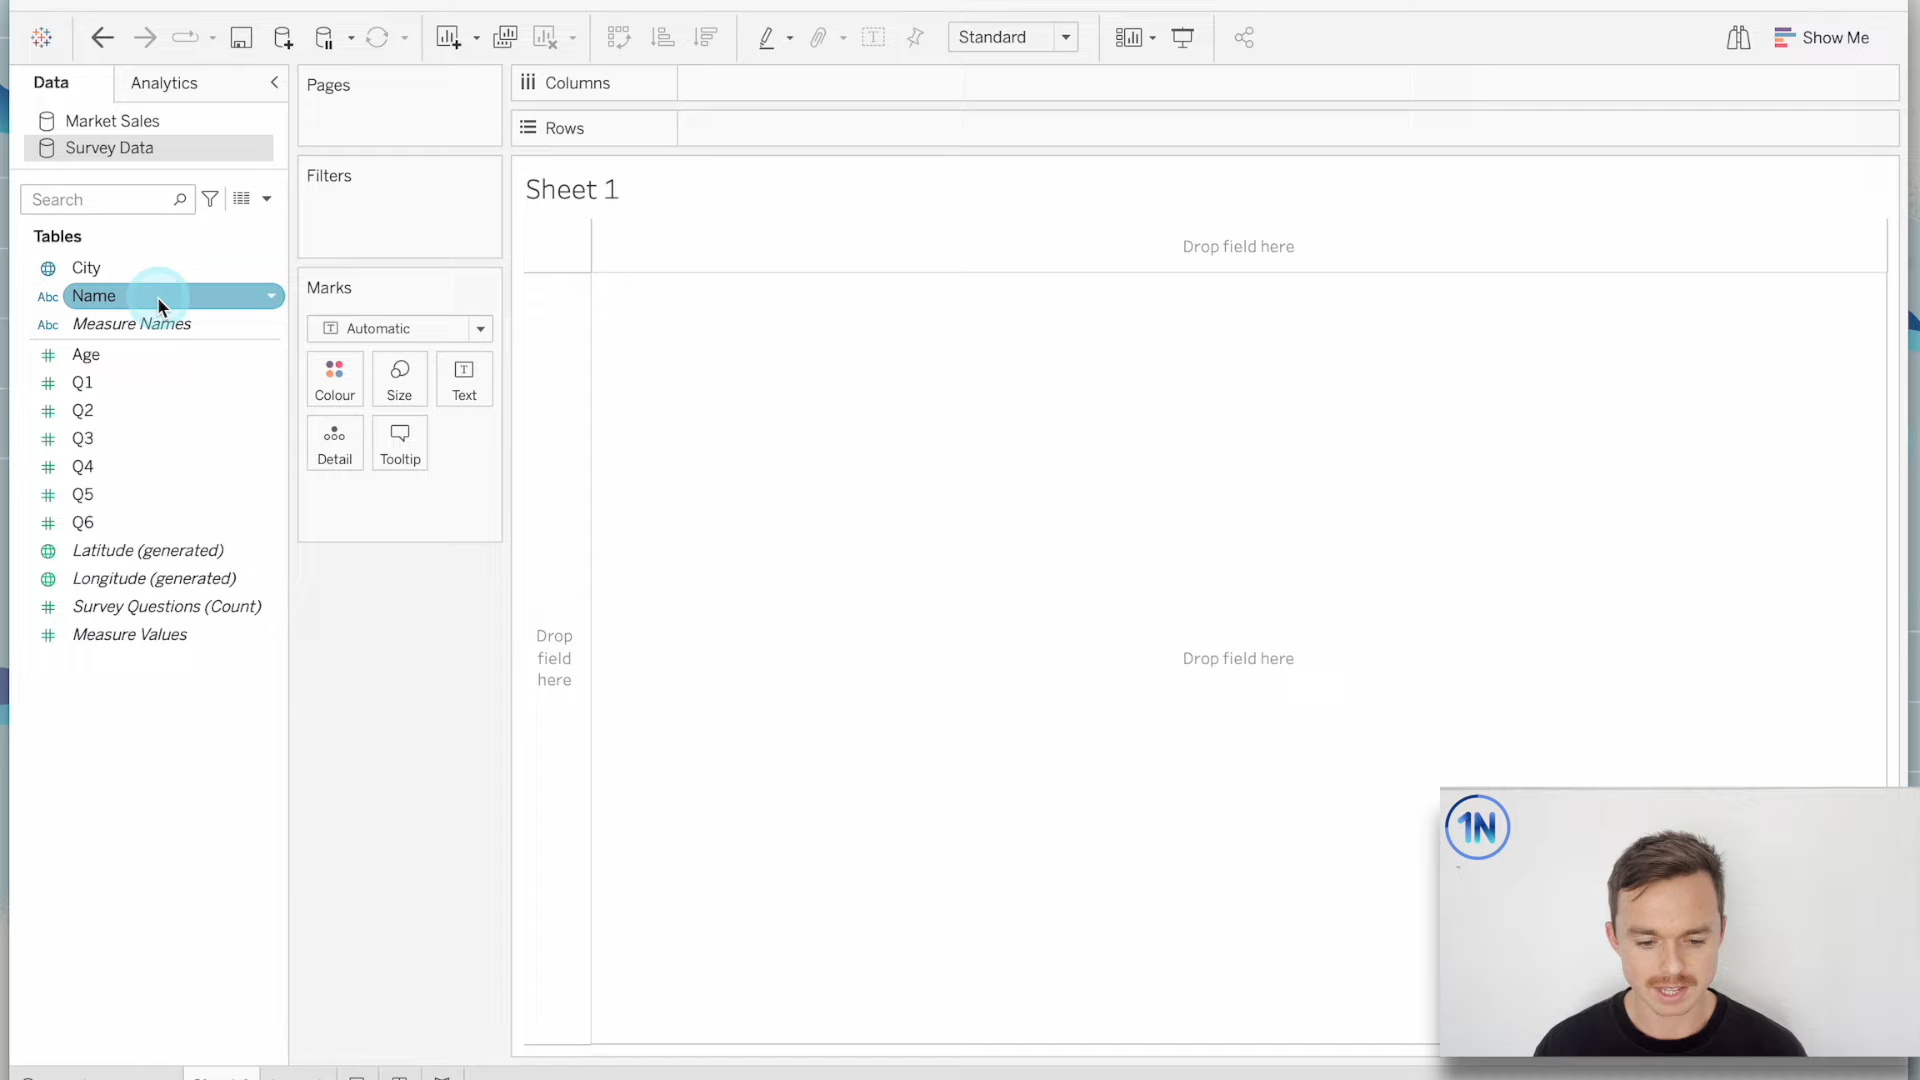 Standard
Show Me
Data
Analytics
Market Sales
Survey Data
Search
Tables
City
Abc Name
Abc Measure Names
Age
Q1
Q2
Q3
Q4
Q5
Q6
Latitude (generated)
Longitude (generated)
Survey Questions (Count)
Measure Values
Pages
Filters
Marks
Automatic
Colour
Size
Text
Detail
Tooltip
Columns
Rows
Sheet 1
Drop field here
Drop
field
here
Drop field here
1N